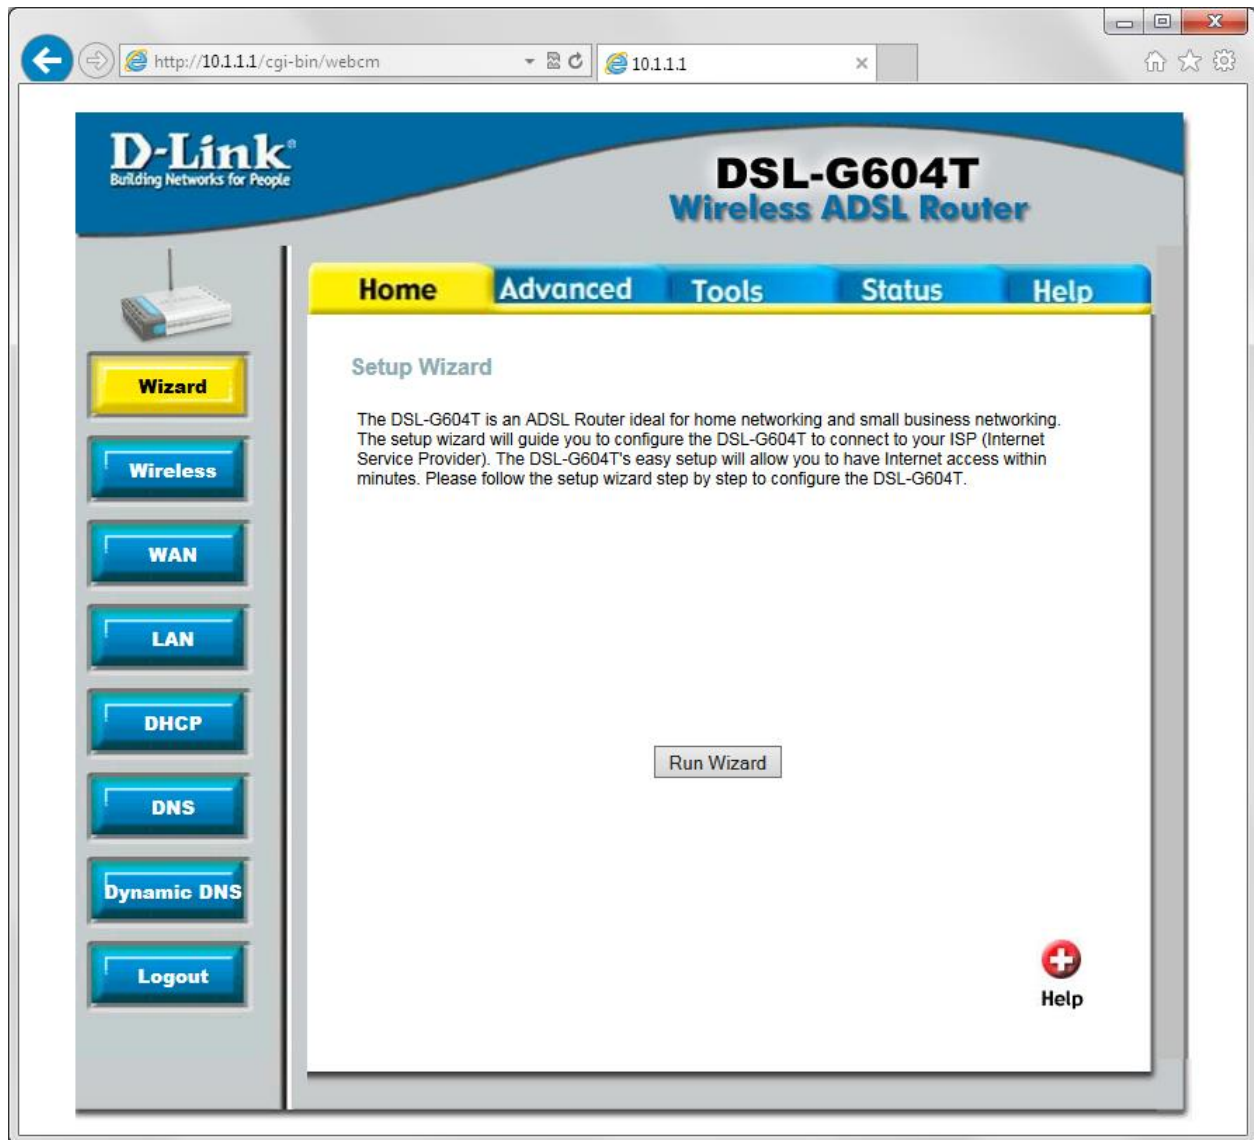 http://10.1.1.1/cgi-bin/webcm
10.1.1.1
D-Link®
Building Networks for People
DSL-G604T
Wireless ADSL Router
Home
Advanced
Tools
Status
Help
Wizard
Wireless
WAN
LAN
DHCP
DNS
Dynamic DNS
Logout
Setup Wizard
The DSL-G604T is an ADSL Router ideal for home networking and small business networking.
The setup wizard will guide you to configure the DSL-G604T to connect to your ISP (Internet
Service Provider). The DSL-G604T's easy setup will allow you to have Internet access within
minutes. Please follow the setup wizard step by step to configure the DSL-G604T.
Run Wizard
Help